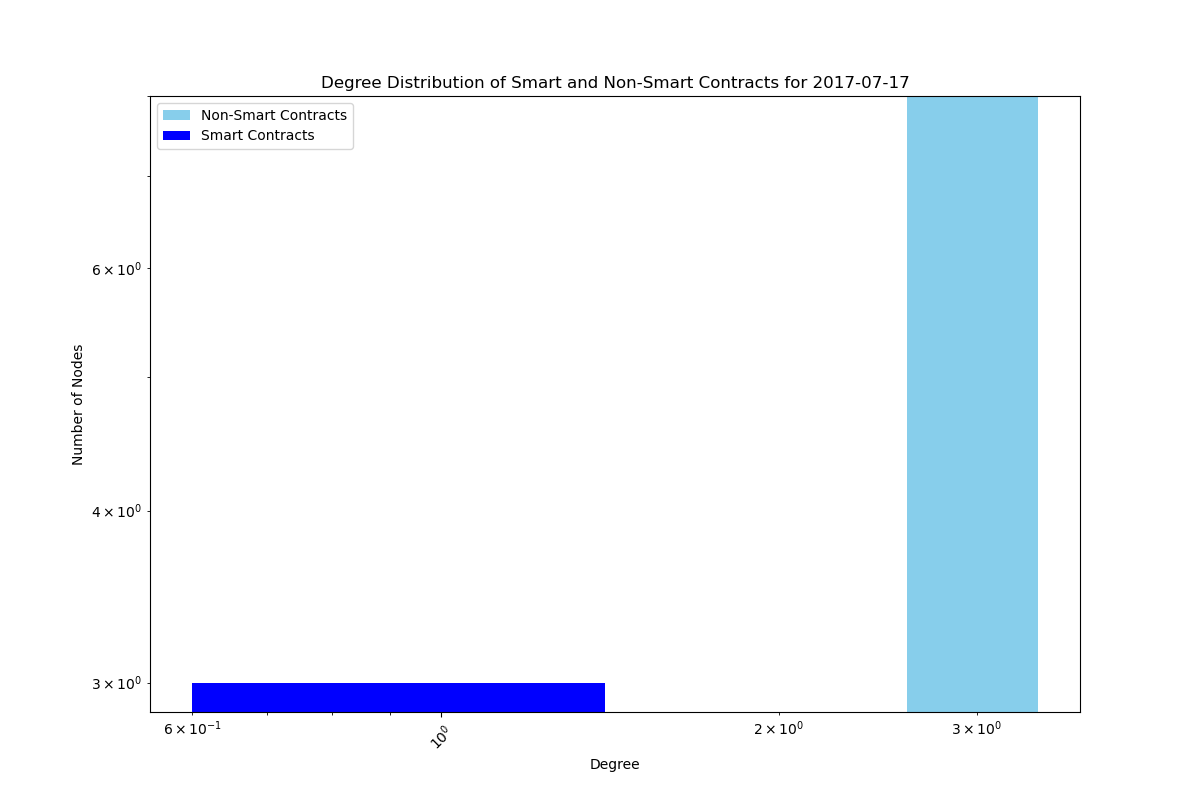 Degree Distribution of Smart and Non-Smart Contracts for 2017-07-17
Non-Smart Contracts
Smart Contracts
Number of Nodes
6 × 10⁰
4 × 10⁰
3 × 10⁰
6 × 10⁻¹
10⁰
2 × 10⁰
3 × 10⁰
Degree